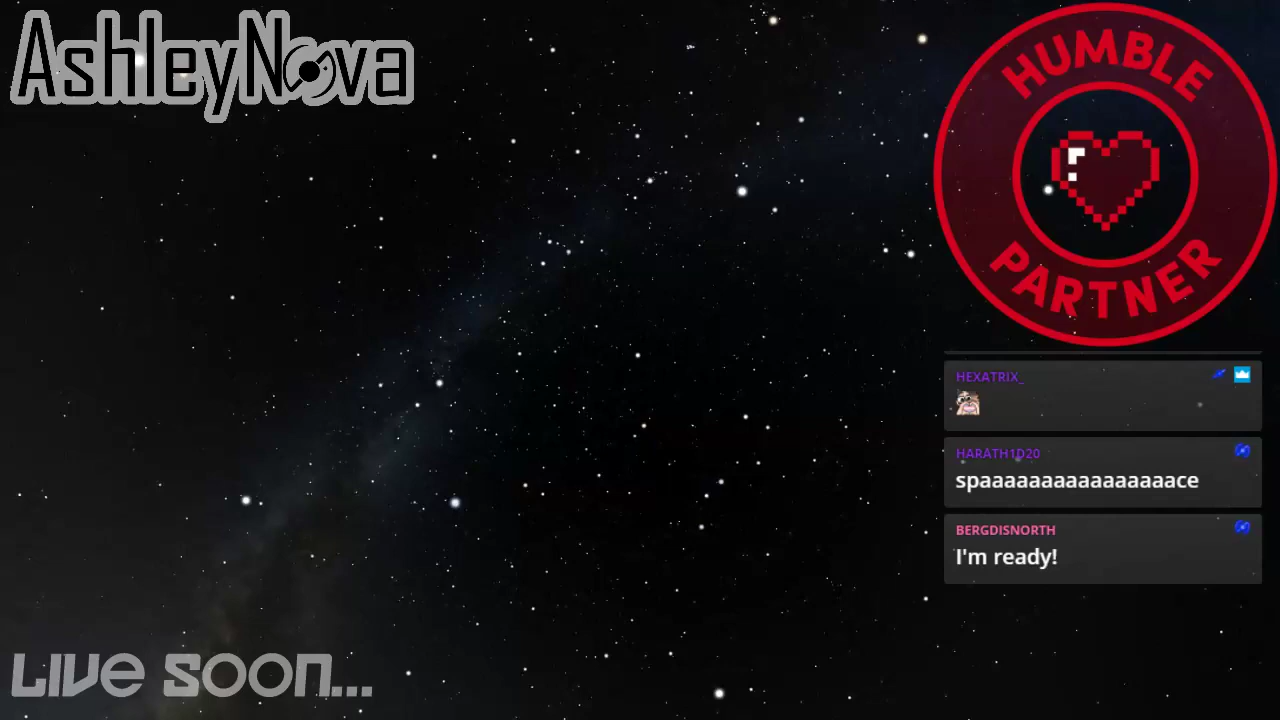 AshleyNova
HUMBLE
PARTNER
HEXATRIX_
HARATH1D20
spaaaaaaaaaaaaaaaace
BERGDISNORTH
I'm ready!
LIVE SOON...